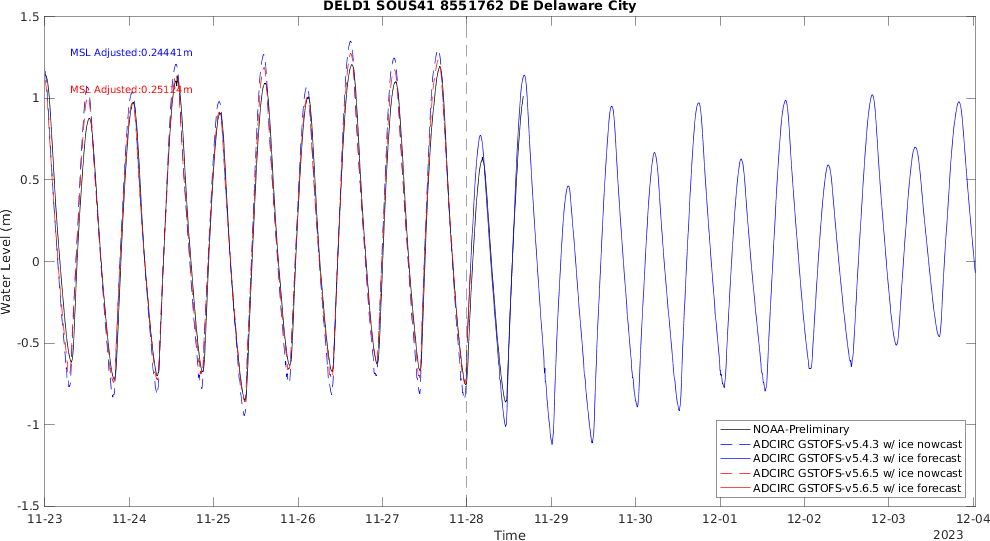 DELD1 SOUS41 8551762 DE Delaware City
MSL Adjusted:0.24441m
MSL Adjusted:0.25124m
Water Level (m)
1.5
1
0.5
0
-0.5
-1
-1.5
NOAA-Preliminary
ADCIRC GSTOFS-v5.4.3 w/ ice nowcast
ADCIRC GSTOFS-v5.4.3 w/ ice forecast
ADCIRC GSTOFS-v5.6.5 w/ ice nowcast
ADCIRC GSTOFS-v5.6.5 w/ ice forecast
11-23 11-24 11-25 11-26 11-27 11-28 11-29 11-30 12-01 12-02 12-03 12-04
Time
2023